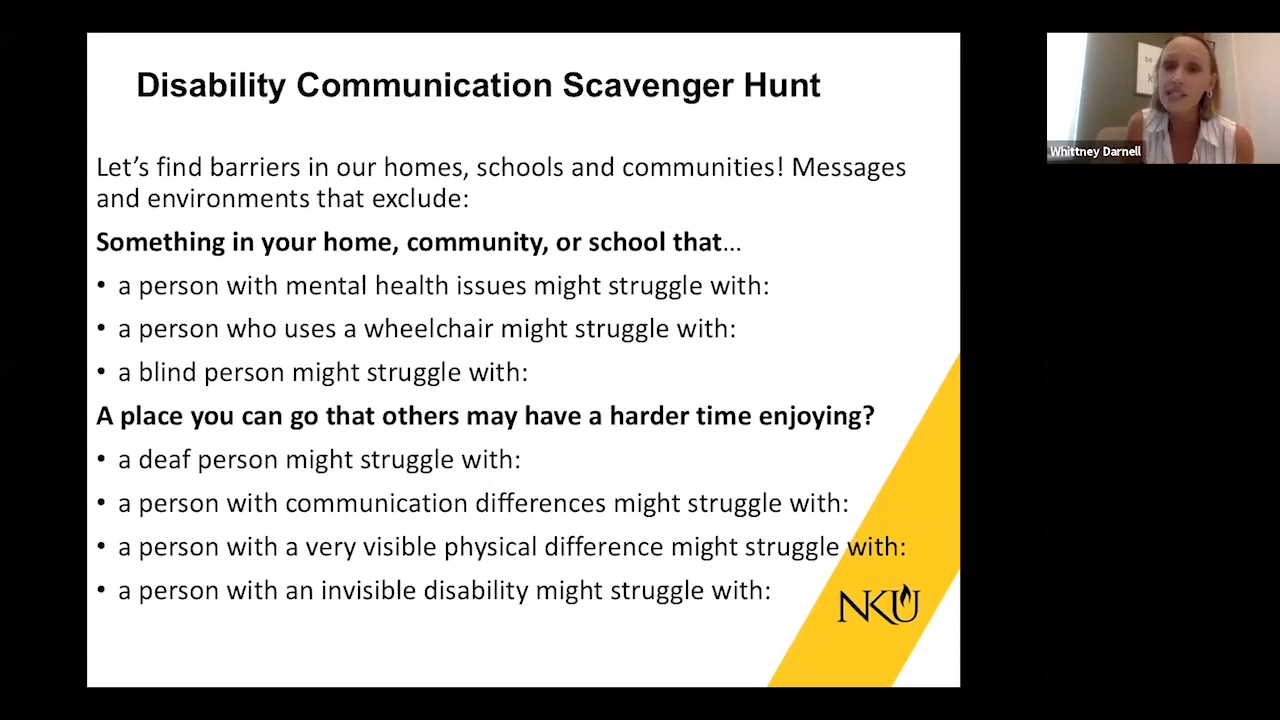 Disability Communication Scavenger Hunt
Let’s find barriers in our homes, schools and communities! Messages
and environments that exclude:
Something in your home, community, or school that…
• a person with mental health issues might struggle with:
• a person who uses a wheelchair might struggle with:
• a blind person might struggle with:
A place you can go that others may have a harder time enjoying?
• a deaf person might struggle with:
• a person with communication differences might struggle with:
• a person with a very visible physical difference might struggle with:
• a person with an invisible disability might struggle with:
NKU
Whittney Darnell